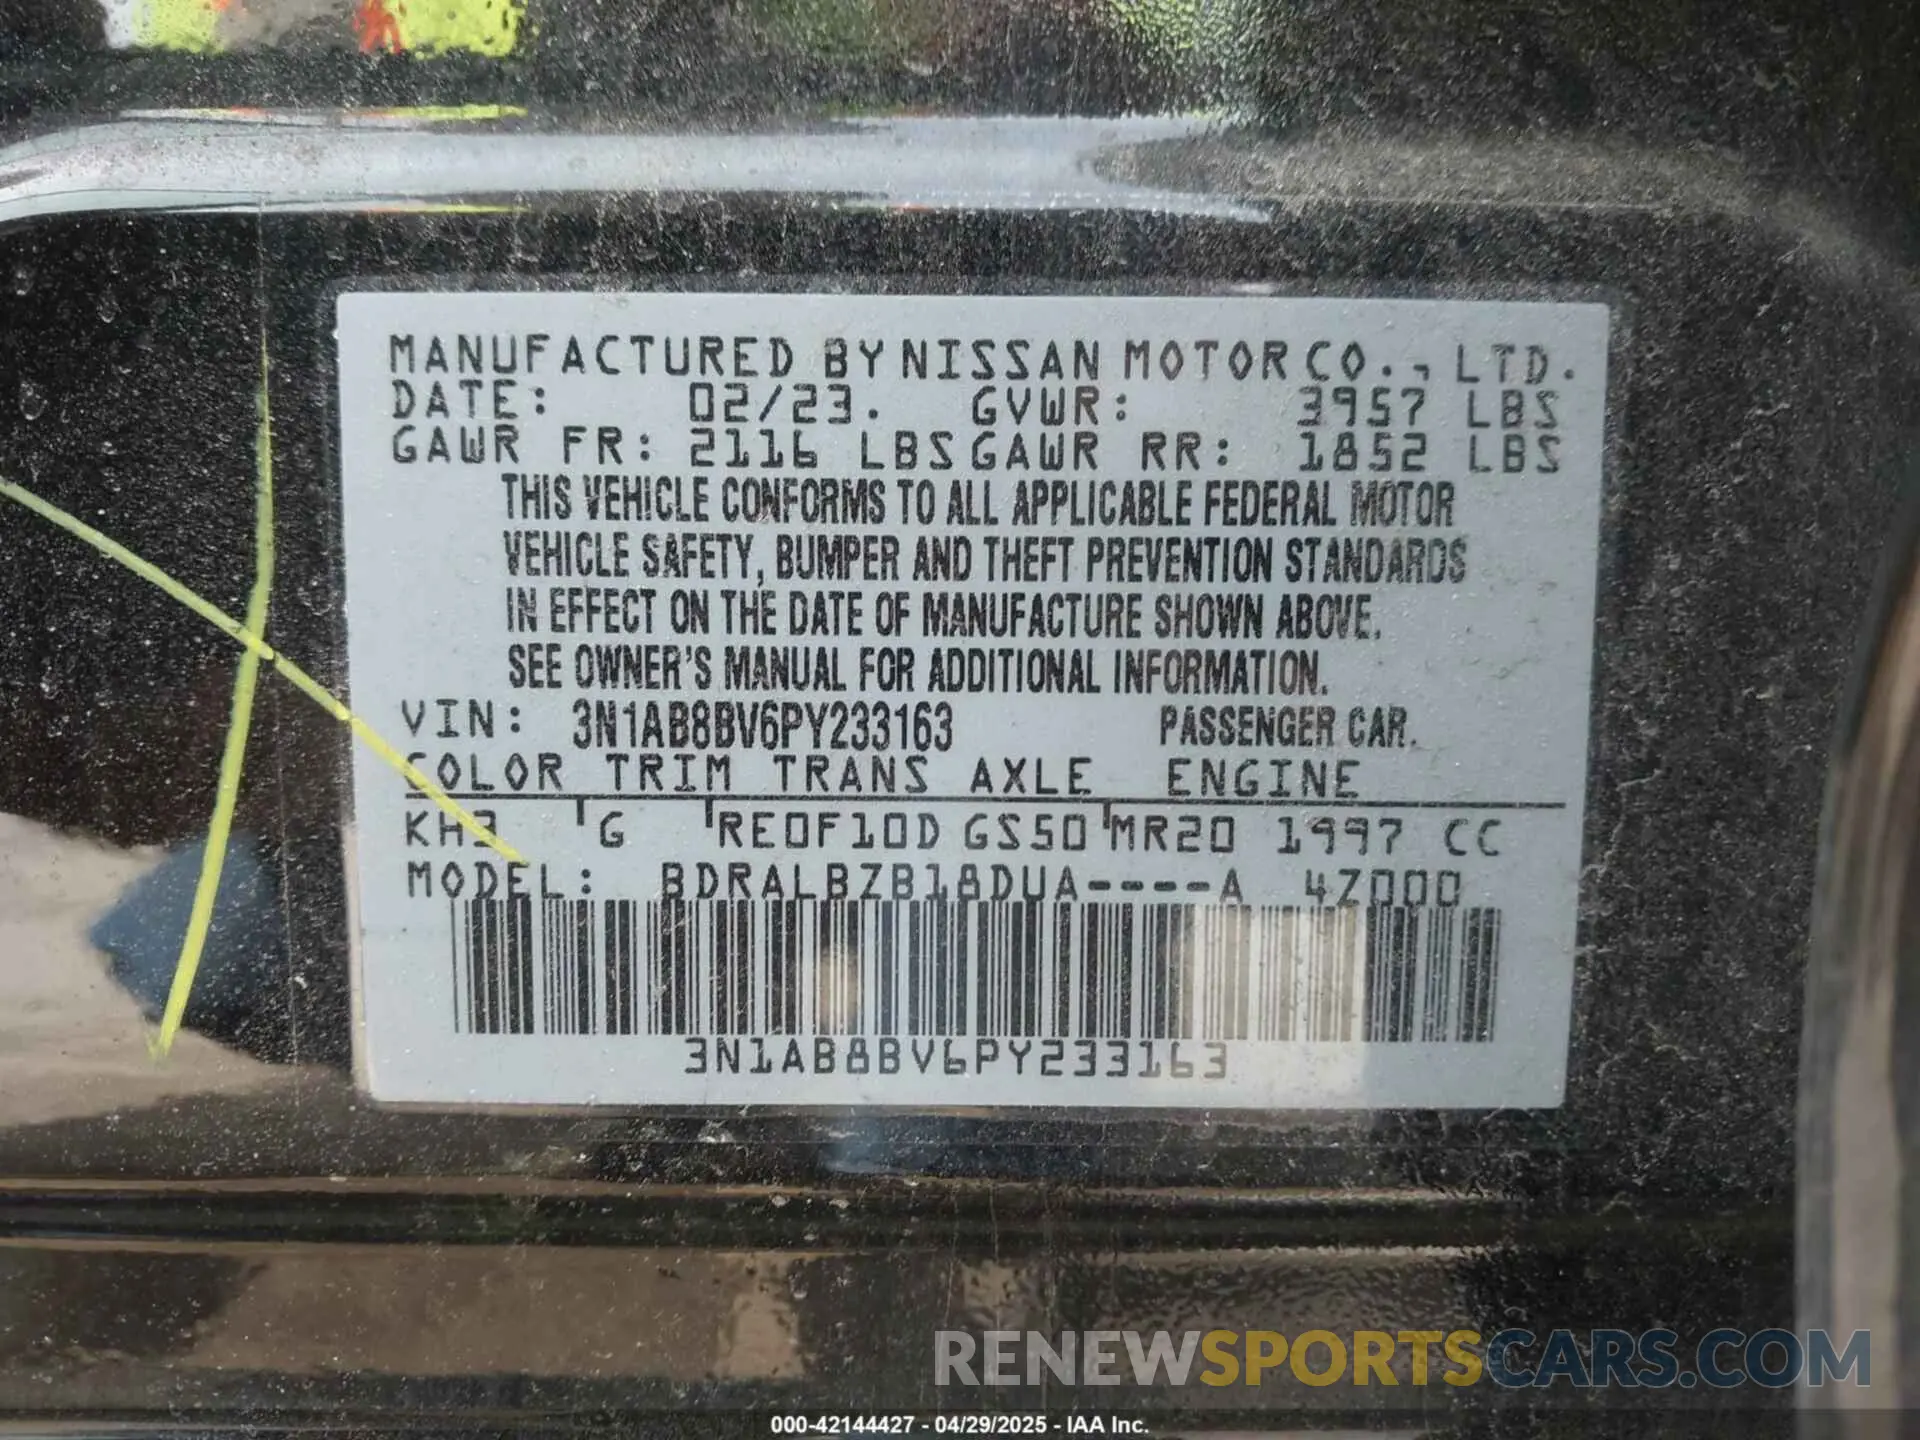 MANUFACTURED BY NISSAN MOTOR CO., LTD.
DATE: 02/23. GVWR: 3957 LBS
GAWR FR: 2116 LBS GAWR RR: 1852 LBS
THIS VEHICLE CONFORMS TO ALL APPLICABLE FEDERAL MOTOR
VEHICLE SAFETY, BUMPER AND THEFT PREVENTION STANDARDS
IN EFFECT ON THE DATE OF MANUFACTURE SHOWN ABOVE.
SEE OWNER'S MANUAL FOR ADDITIONAL INFORMATION.
VIN: 3N1AB8BV6PY233163 PASSENGER CAR.
COLOR TRIM TRANS AXLE ENGINE
KH3 G RE0F10D GS50 MR20 1997 CC
MODEL: BDRALBZB18DUA----A 4Z000
3N1AB8BV6PY233163
RENEWSPORTSCARS.COM
000-42144427 - 04/29/2025 - IAA Inc.